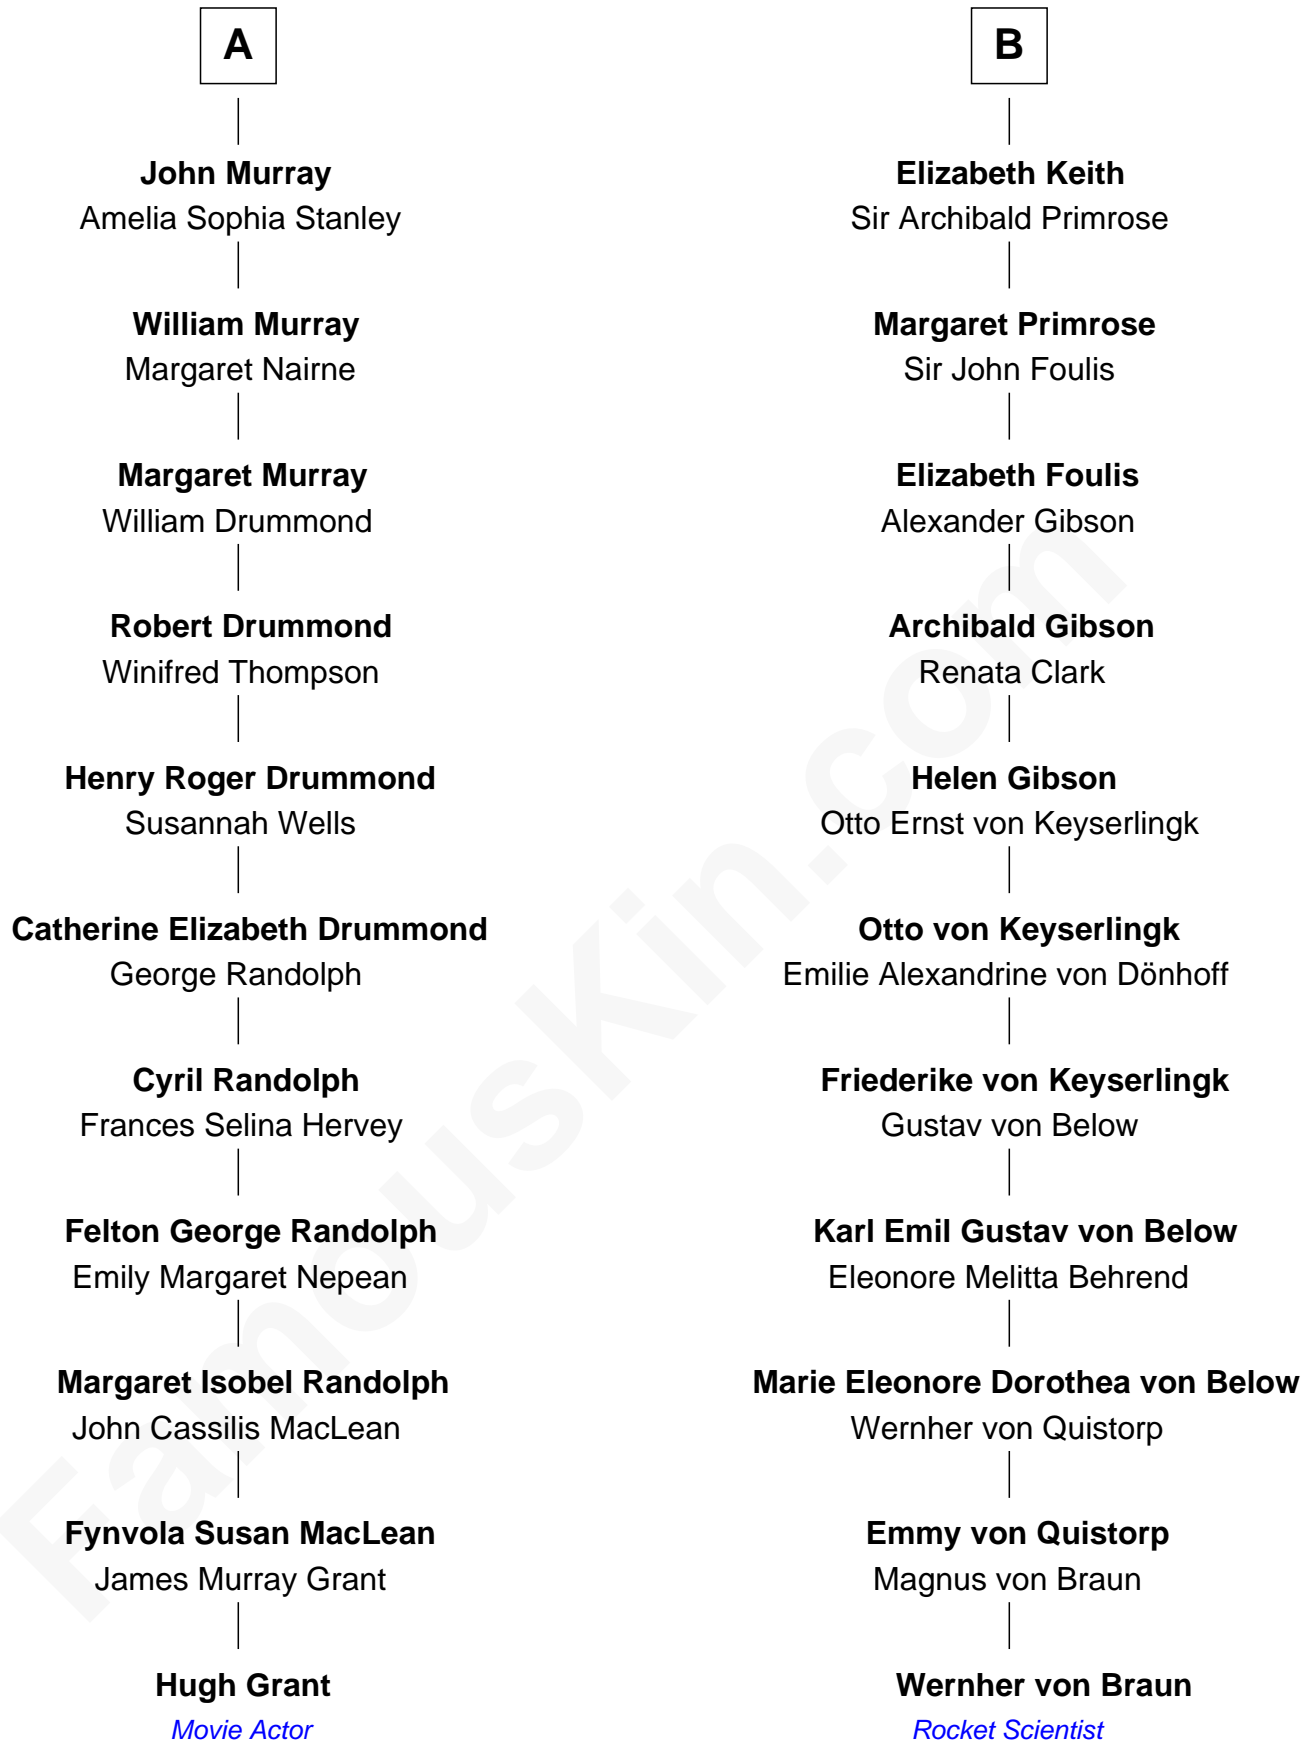 A
John Murray
Amelia Sophia Stanley
William Murray
Margaret Nairne
Margaret Murray
William Drummond
Robert Drummond
Winifred Thompson
Henry Roger Drummond
Susannah Wells
Catherine Elizabeth Drummond
George Randolph
Cyril Randolph
Frances Selina Hervey
Felton George Randolph
Emily Margaret Nepean
Margaret Isobel Randolph
John Cassilis MacLean
Fynvola Susan MacLean
James Murray Grant
Hugh Grant
Movie Actor
B
Elizabeth Keith
Sir Archibald Primrose
Margaret Primrose
Sir John Foulis
Elizabeth Foulis
Alexander Gibson
Archibald Gibson
Renata Clark
Helen Gibson
Otto Ernst von Keyserlingk
Otto von Keyserlingk
Emilie Alexandrine von Dönhoff
Friederike von Keyserlingk
Gustav von Below
Karl Emil Gustav von Below
Eleonore Melitta Behrend
Marie Eleonore Dorothea von Below
Wernher von Quistorp
Emmy von Quistorp
Magnus von Braun
Wernher von Braun
Rocket Scientist
FamousKin.com